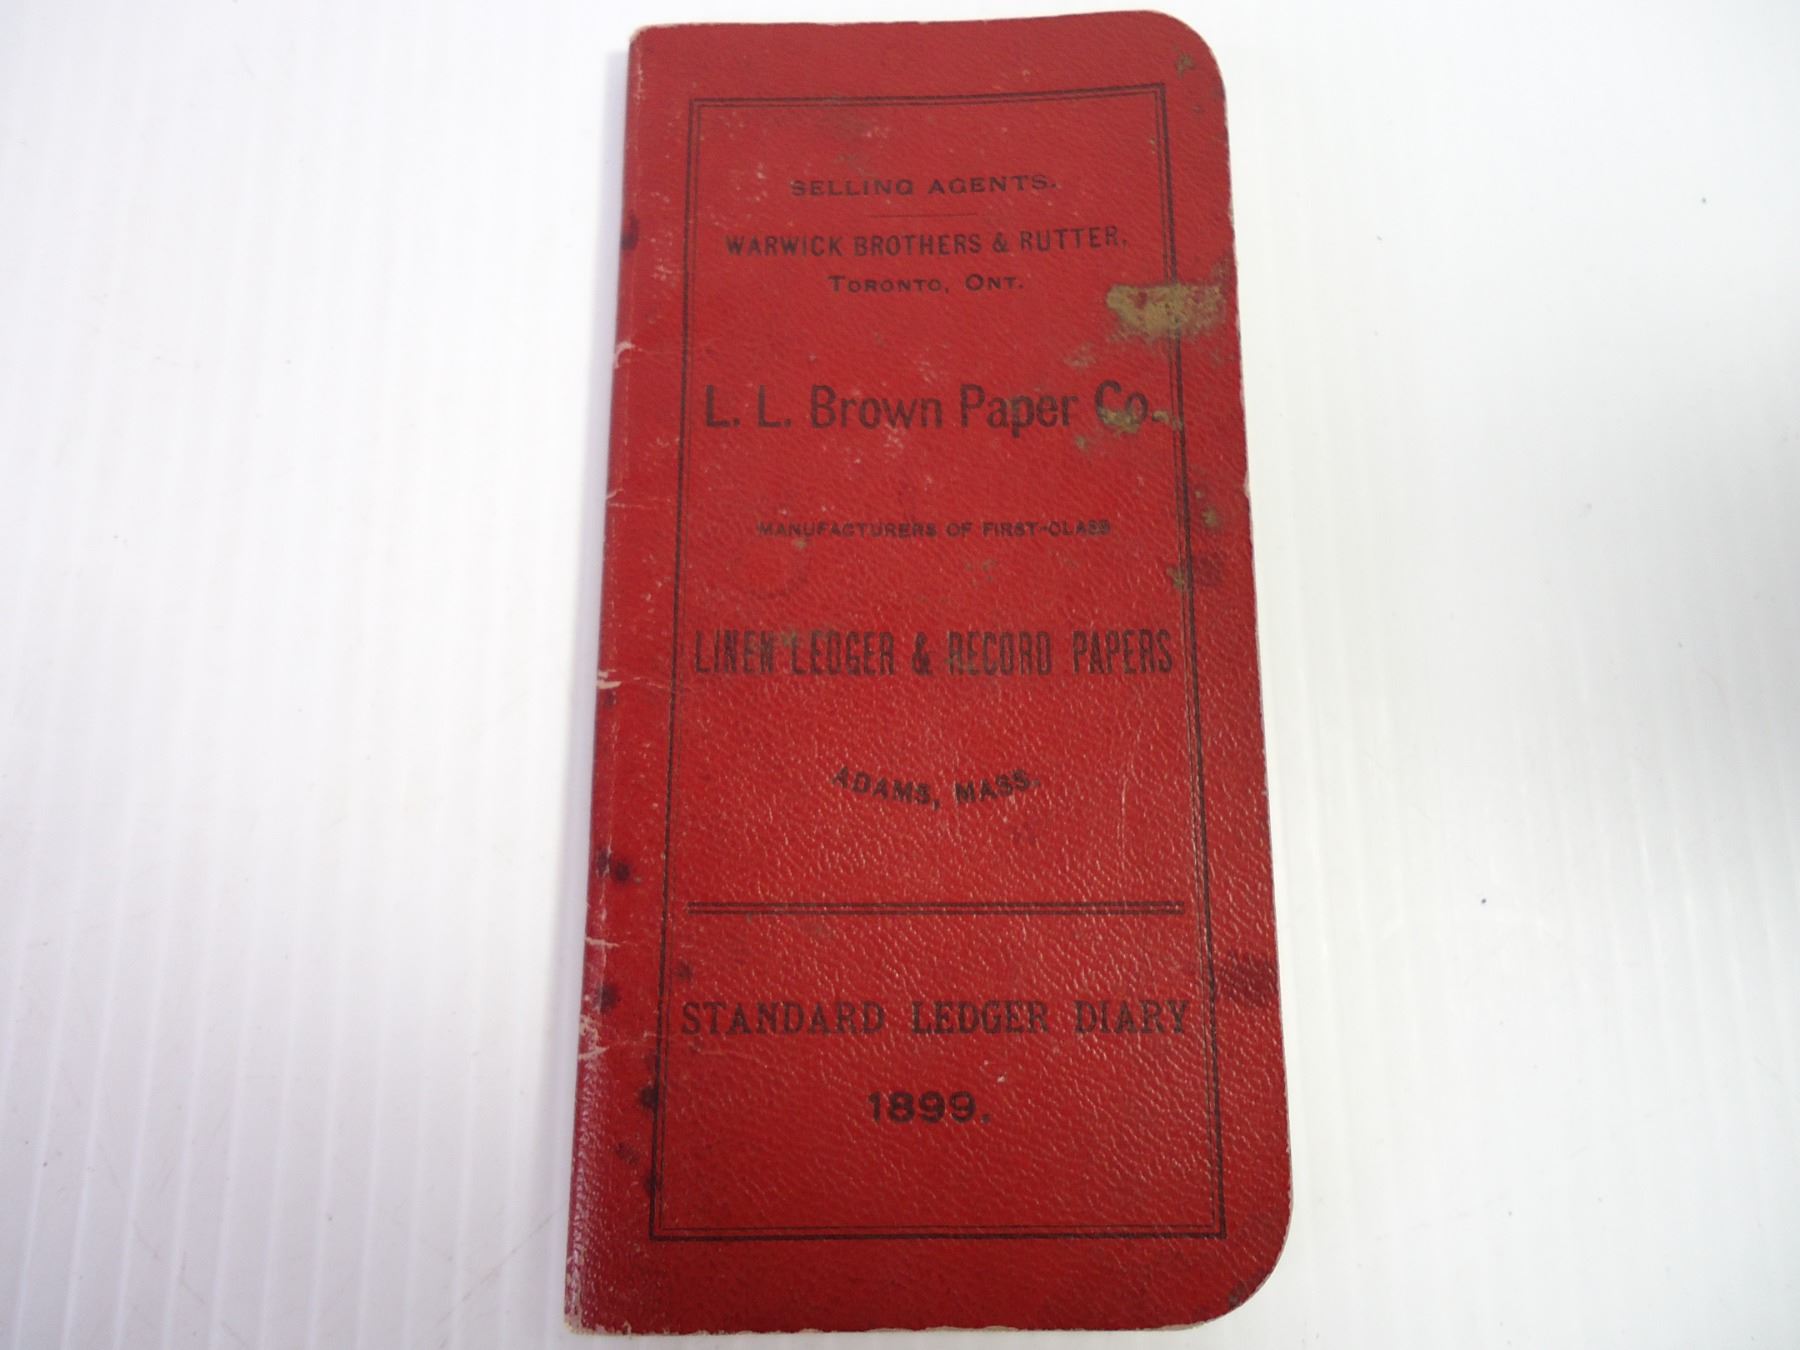 SELLING AGENTS.
WARWICK BROTHERS & RUTTER,
TORONTO, ONT.
L. L. Brown Paper Co.
MANUFACTURERS OF FIRST-CLASS
LINEN LEDGER & RECORD PAPERS
ADAMS, MASS.
STANDARD LEDGER DIARY
1899.